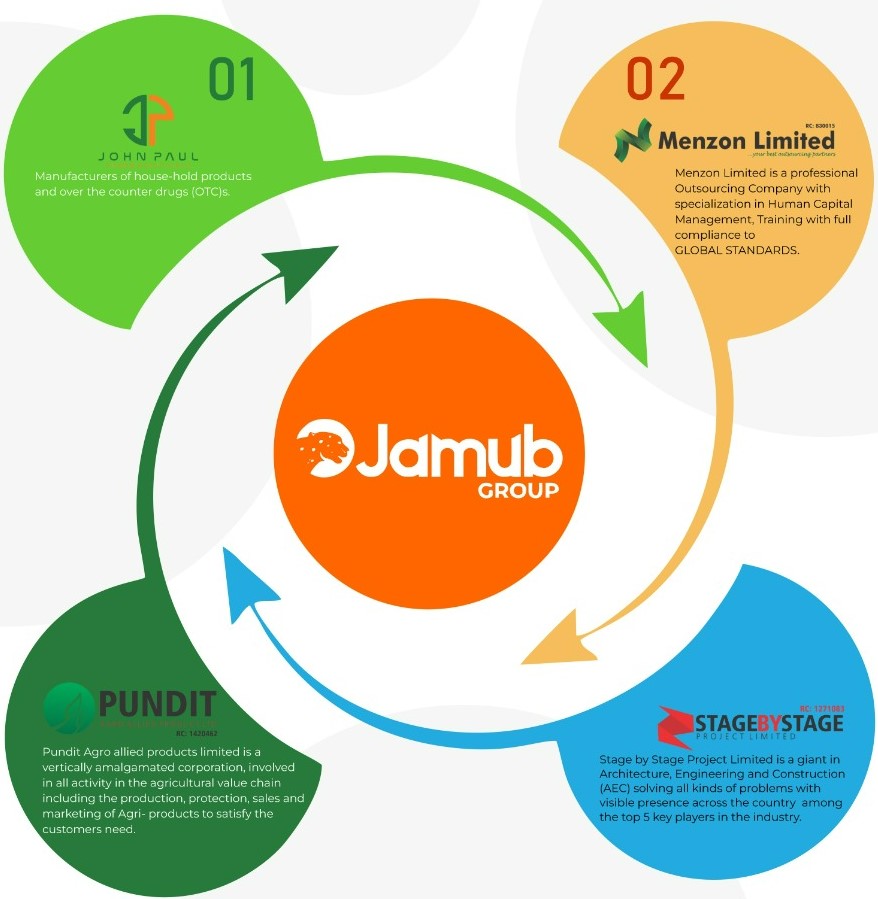 01
JP
JOHN PAUL
Manufacturers of house-hold products
and over the counter drugs (OTC)s.
02
RC: 830615
Menzon Limited
...your best outsourcing partners
Menzon Limited is a professional
Outsourcing Company with
specialization in Human Capital
Management, Training with full
compliance to
GLOBAL STANDARDS.
Jamub
GROUP
PUNDIT
RC: 1420462
Pundit Agro allied products limited is a
vertically amalgamated corporation, involved
in all activity in the agricultural value chain
including the production, protection, sales and
marketing of Agri- products to satisfy the
customers need.
RC: 1271083
STAGEBYSTAGE
PROJECT LIMITED
Stage by Stage Project Limited is a giant in
Architecture, Engineering and Construction
(AEC) solving all kinds of problems with
visible presence across the country among
the top 5 key players in the industry.